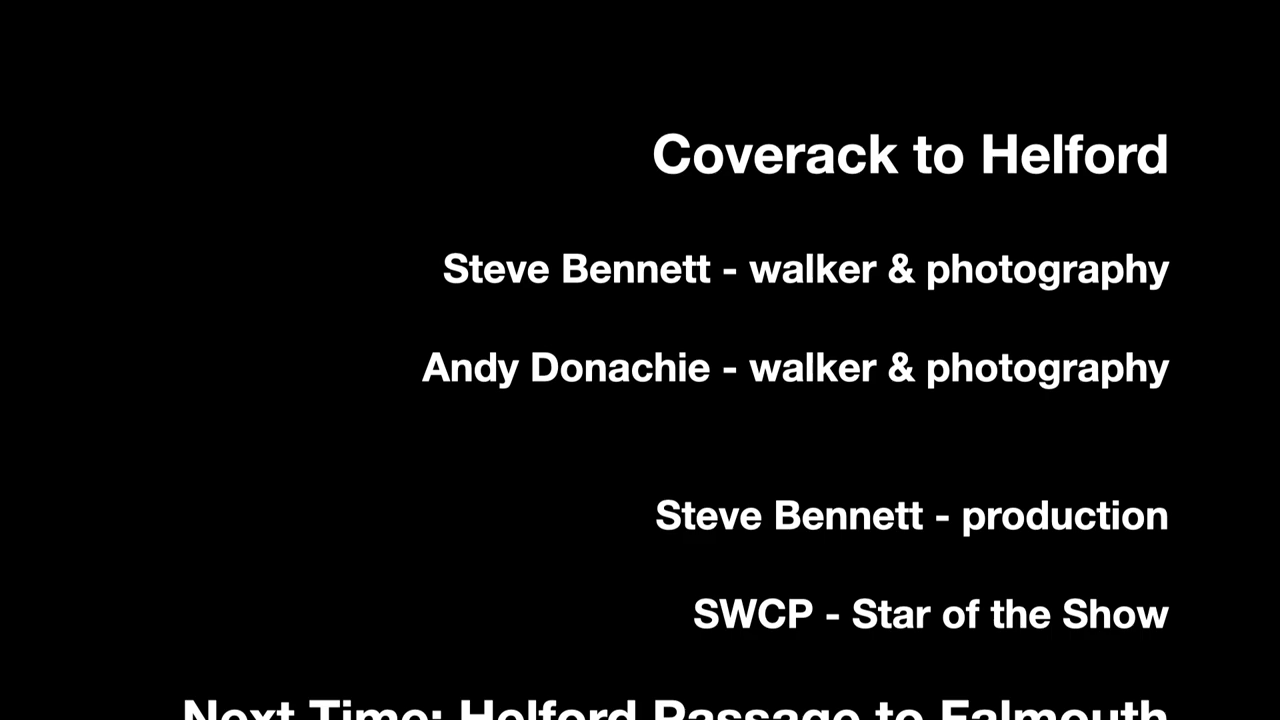 Coverack to Helford
Steve Bennett - walker & photography
Andy Donachie - walker & photography
Steve Bennett - production
SWCP - Star of the Show
Next Time: Helford Passage to Falmouth